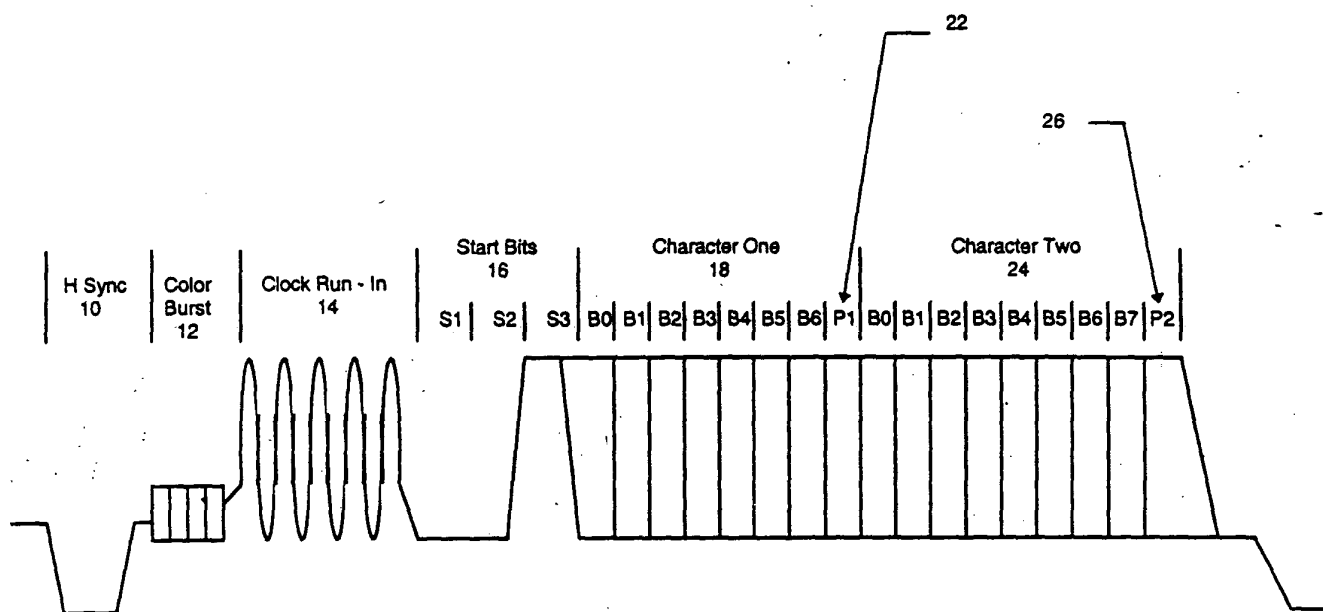 22
26
H Sync
10
Color
Burst
12
Clock Run - In
14
Start Bits
16
Character One
18
Character Two
24
S1 S2 S3 B0 B1 B2 B3 B4 B5 B6 P1 B0 B1 B2 B3 B4 B5 B6 B7 P2